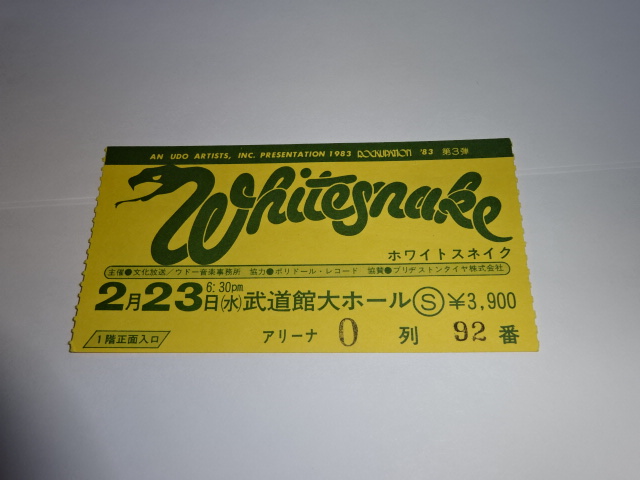 AN UDO ARTISTS, INC. PRESENTATION 1983 ROCKUPATION '83 第3弾
Whitesnake
ホワイトスネイク
主催●文化放送/ウドー音楽事務所 協力●ポリドール・レコード 協賛●ブリヂストンタイヤ株式会社
6:30pm
2月23日(水)武道館大ホール Ⓢ ¥3,900
1階正面入口 アリーナ 0 列 92 番